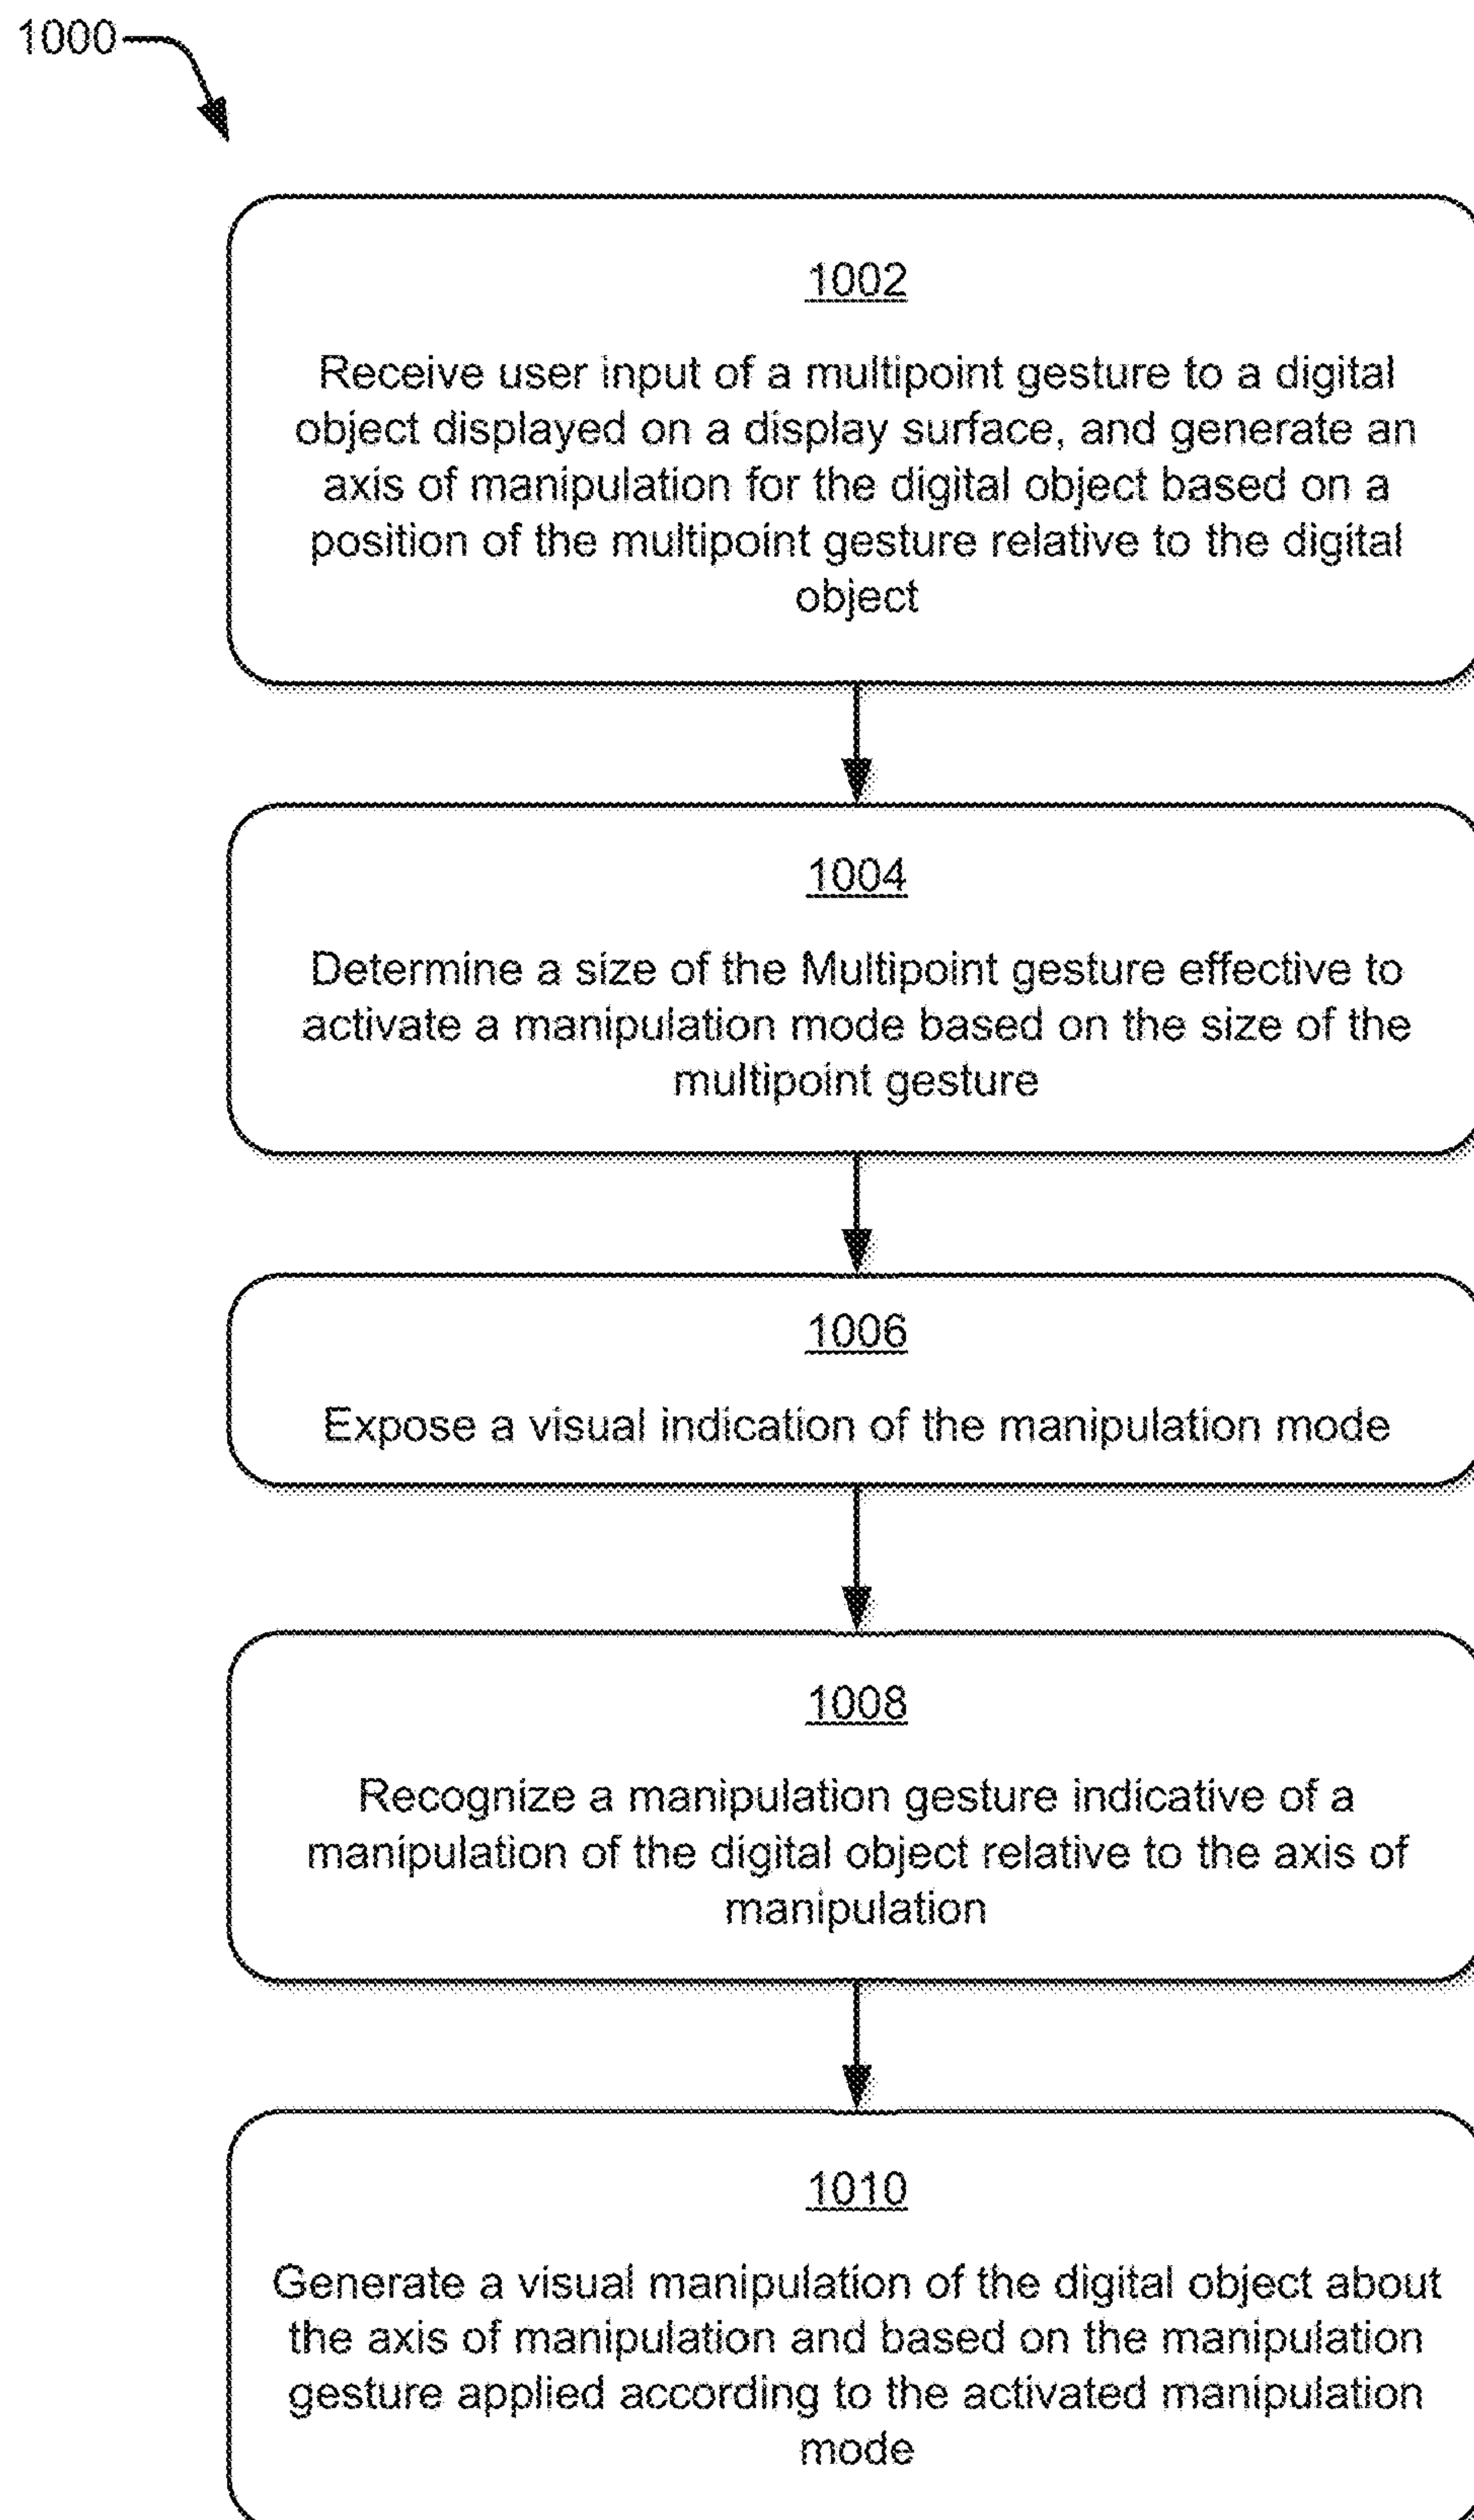 1000
1002
Receive user input of a multipoint gesture to a digital
object displayed on a display surface, and generate an
axis of manipulation for the digital object based on a
position of the multipoint gesture relative to the digital
object
1004
Determine a size of the Multipoint gesture effective to
activate a manipulation mode based on the size of the
multipoint gesture
1006
Expose a visual indication of the manipulation mode
1008
Recognize a manipulation gesture indicative of a
manipulation of the digital object relative to the axis of
manipulation
1010
Generate a visual manipulation of the digital object about
the axis of manipulation and based on the manipulation
gesture applied according to the activated manipulation
mode